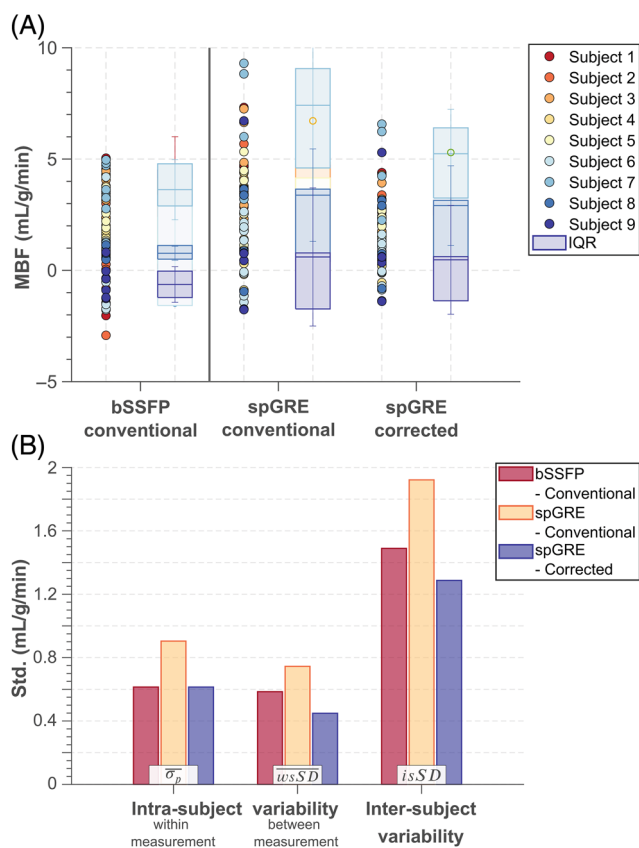 (A)
10
5
0
−5
MBF (mL/g/min)
bSSFP
conventional
spGRE
conventional
spGRE
corrected
Subject 1
Subject 2
Subject 3
Subject 4
Subject 5
Subject 6
Subject 7
Subject 8
Subject 9
IQR
(B)
2
1.6
1.2
0.8
0.4
0
Std. (mL/g/min)
σp
wsSD
isSD
Intra-subject variability
within measurement
between measurement
Inter-subject variability
bSSFP
- Conventional
spGRE
- Conventional
spGRE
- Corrected